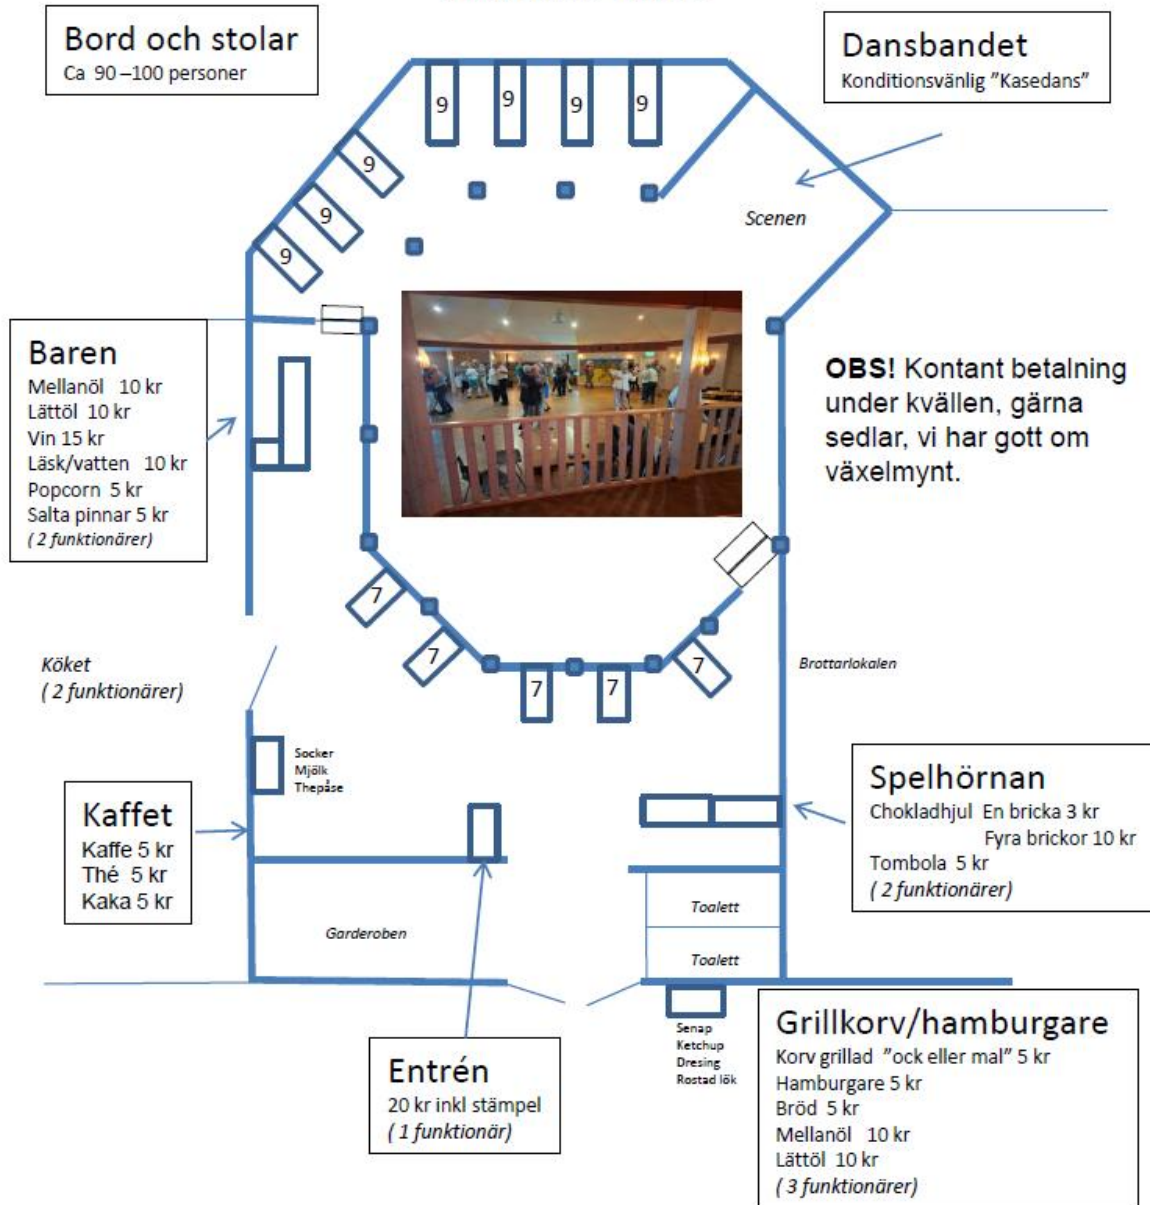 Bord och stolar
Ca 90 –100 personer
Dansbandet
Konditionsvänlig ”Kasedans”
9
9
9
9
9
9
9
Scenen
Baren
Mellanöl 10 kr
Lättöl 10 kr
Vin 15 kr
Läsk/vatten 10 kr
Popcorn 5 kr
Salta pinnar 5 kr
( 2 funktionärer)
OBS! Kontant betalning
under kvällen, gärna
sedlar, vi har gott om
växelmynt.
7
7
7
7
7
Köket
( 2 funktionärer)
Brottarlokalen
Socker
Mjölk
Thepåse
Kaffet
Kaffe 5 kr
Thé 5 kr
Kaka 5 kr
Spelhörnan
Chokladhjul En bricka 3 kr
Fyra brickor 10 kr
Tombola 5 kr
( 2 funktionärer)
Garderoben
Toalett
Toalett
Entrén
20 kr inkl stämpel
( 1 funktionär)
Senap
Ketchup
Dresing
Rostad lök
Grillkorv/hamburgare
Korv grillad ”ock eller mal” 5 kr
Hamburgare 5 kr
Bröd 5 kr
Mellanöl 10 kr
Lättöl 10 kr
( 3 funktionärer)